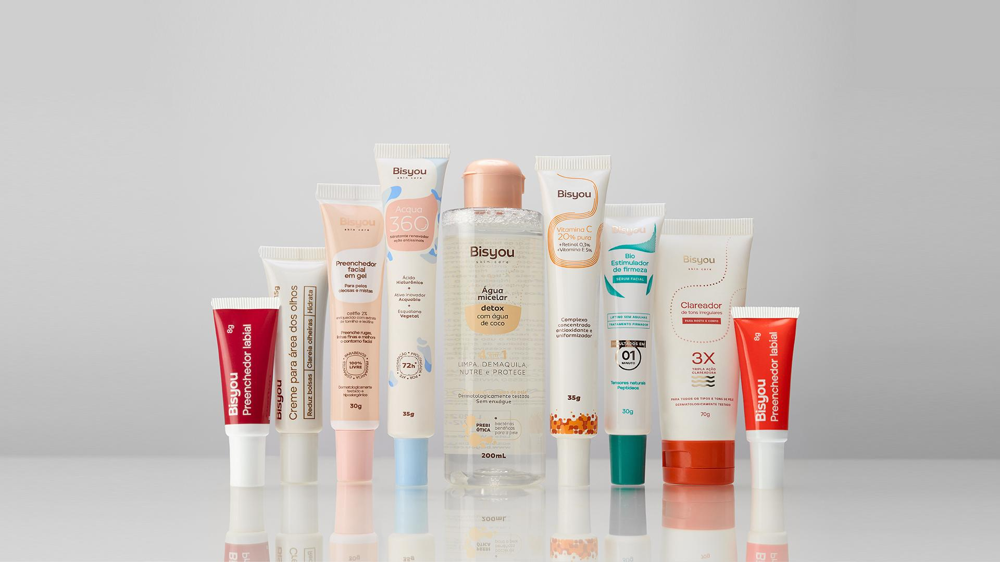 8g
Bisyou
Preenchedor labial
15g
Bisyou
Creme para área dos olhos
Reduz bolsas | Clareia olheiras | Hidrata
Bisyou
skin care
Preenchedor
facial
em gel
Para peles
oleosas e mistas
cellfie 2%
enriquecido com extrato
de tomilho e lecitina
Preenche rugas,
linhas finas e melhora
o contorno facial
PARABENOS • FRAGRÂNCIA • CORANTES
100%
LIVRE
Dermatologicamente
testado e
hipoalergênico
30g
Bisyou
skin care
Acqua
360
hidratante renovador
ação antissinais
Ácido
Hialurônico
+
Ativo inovador
Acquabio
+
Esqualano
Vegetal
HIDRATAÇÃO • PROLONGADA • POR ATÉ
72h
35g
Bisyou
skin care
Água
micelar
detox
com água
de coco
4 em 1
LIMPA, DEMAQUILA,
NUTRE e PROTEGE
Dermatologicamente testado
Sem enxágue
PREBI
ÓTICA
+
bactérias
benéficas
para a pele
200mL
Bisyou
Vitamina C
20% pura
+Retinol 0,3%
+Vitamina E 5%
Complexo
concentrado
antioxidante e
uniformizador
35g
Bisyou
Bio
Estimulador
de firmeza
SÉRUM FACIAL
LIFTING SEM AGULHAS
TRATAMENTO FIRMADOR
RESULTADOS EM
01
MINUTO
Tensores naturais
Peptídeos
30g
Bisyou
skin care
Clareador
de tons irregulares
PARA ROSTO E CORPO
3X
TRIPLA AÇÃO
CLAREADORA
PARA TODOS OS TIPOS E TONS DE PELE
DERMATOLOGICAMENTE TESTADO
70g
8g
Bisyou
Preenchedor labial